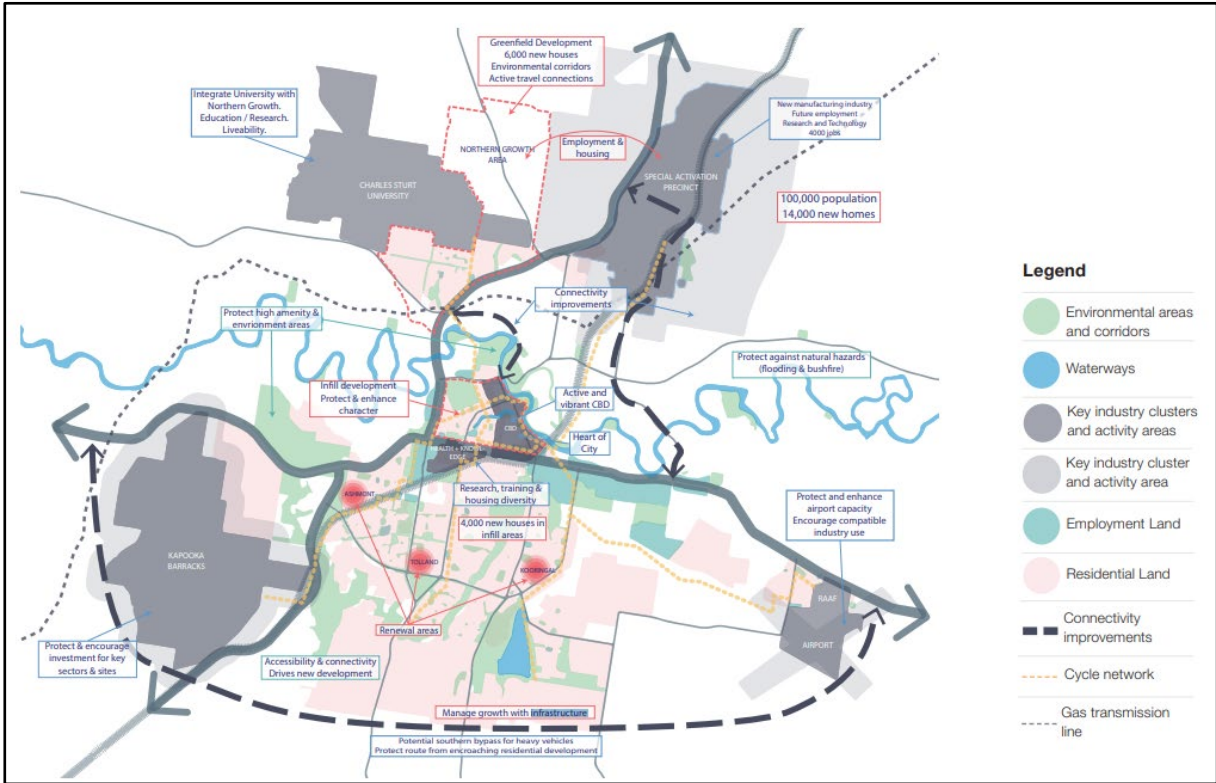 Greenfield Development
6,000 new houses
Environmental corridors
Active travel connections
Integrate University with
Northern Growth.
Education / Research.
Liveability.
New manufacturing industry
Future employment -
Research and Technology
4000 jobs
NORTHERN GROWTH
AREA
Employment &
housing
SPECIAL ACTIVATION
PRECINCT
CHARLES STURT
UNIVERSITY
100,000 population
14,000 new homes
Connectivity
improvements
Protect high amenity &
envrionment areas
Protect against natural hazards
(flooding & bushfire)
Infill development
Protect & enhance
character
Active and
vibrant CBD
CBD
Heart of
City
HEALTH + KNOWL-
EDGE
Research, training &
housing diversity
ASHMONT
4,000 new houses in
infill areas
Protect and enhance
airport capacity
Encourage compatible
industry use
KAPOOKA
BARRACKS
TOLLAND
KOORINGAL
RAAF
AIRPORT
Renewal areas
Protect & encourage
investment for key
sectors & sites
Accessibility & connectivity
Drives new development
Manage growth with infrastructure
Potential southern bypass for heavy vehicles
Protect route from encroaching residential development
Legend
Environmental areas
and corridors
Waterways
Key industry clusters
and activity areas
Key industry cluster
and activity area
Employment Land
Residential Land
Connectivity
improvements
Cycle network
Gas transmission
line